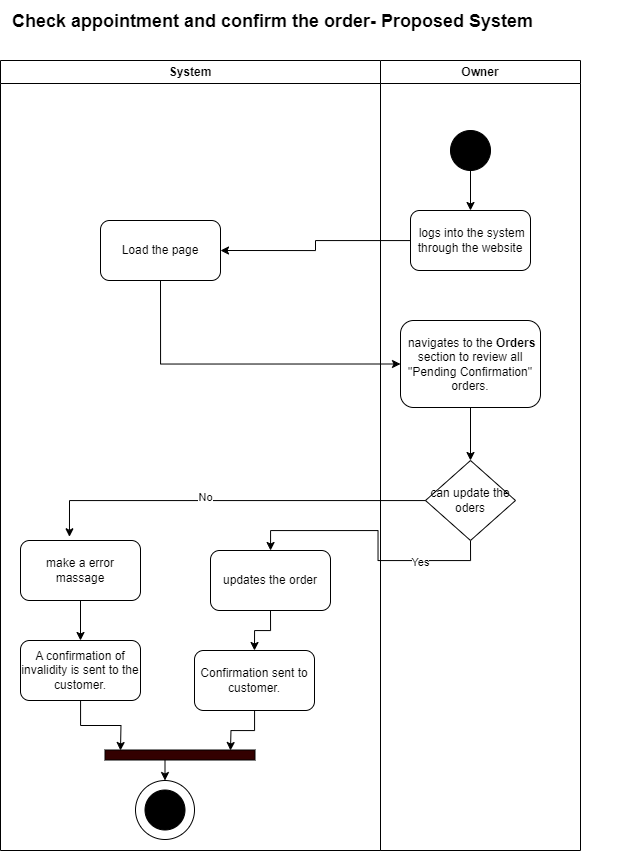 Check appointment and confirm the order- Proposed System
System
Owner
logs into the system
through the website
Load the page
navigates to the Orders
section to review all
"Pending Confirmation"
orders.
can update the
oders
No
Yes
make a error
massage
updates the order
A confirmation of
invalidity is sent to the
customer.
Confirmation sent to
customer.